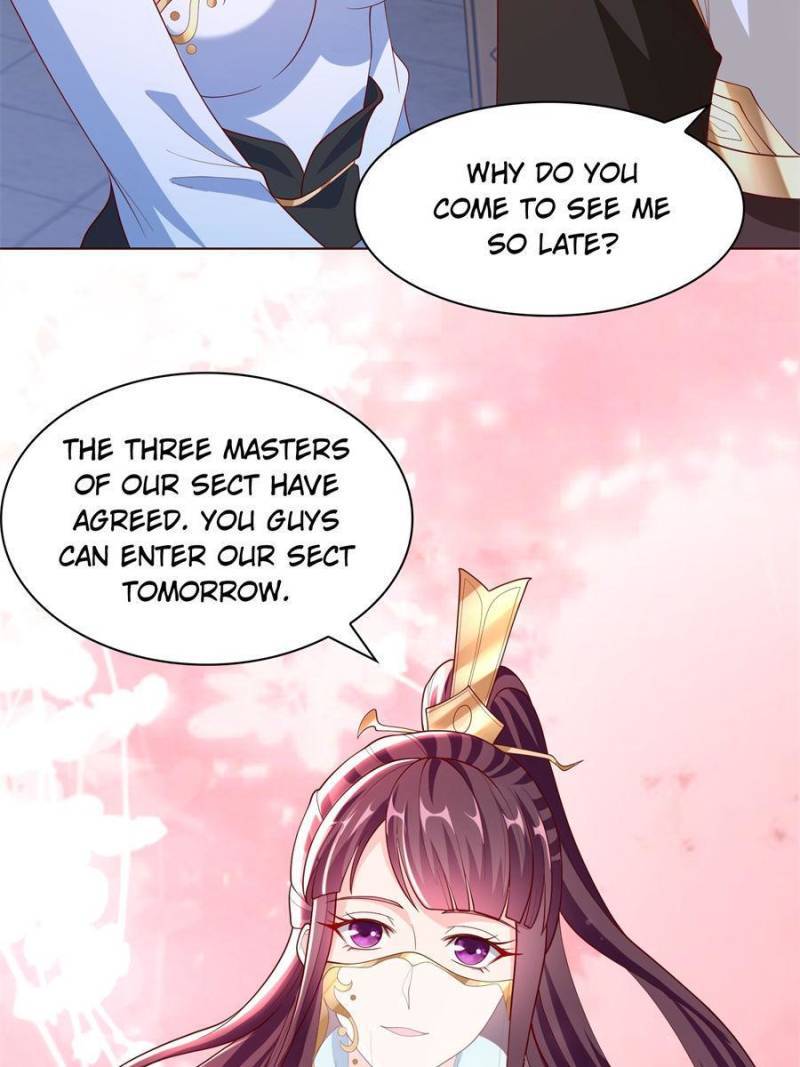 WHY DO YOU
COME TO SEE ME
SO LATE?
THE THREE MASTERS
OF OUR SECT HAVE
AGREED. YOU GUYS
CAN ENTER OUR SECT
TOMORROW.